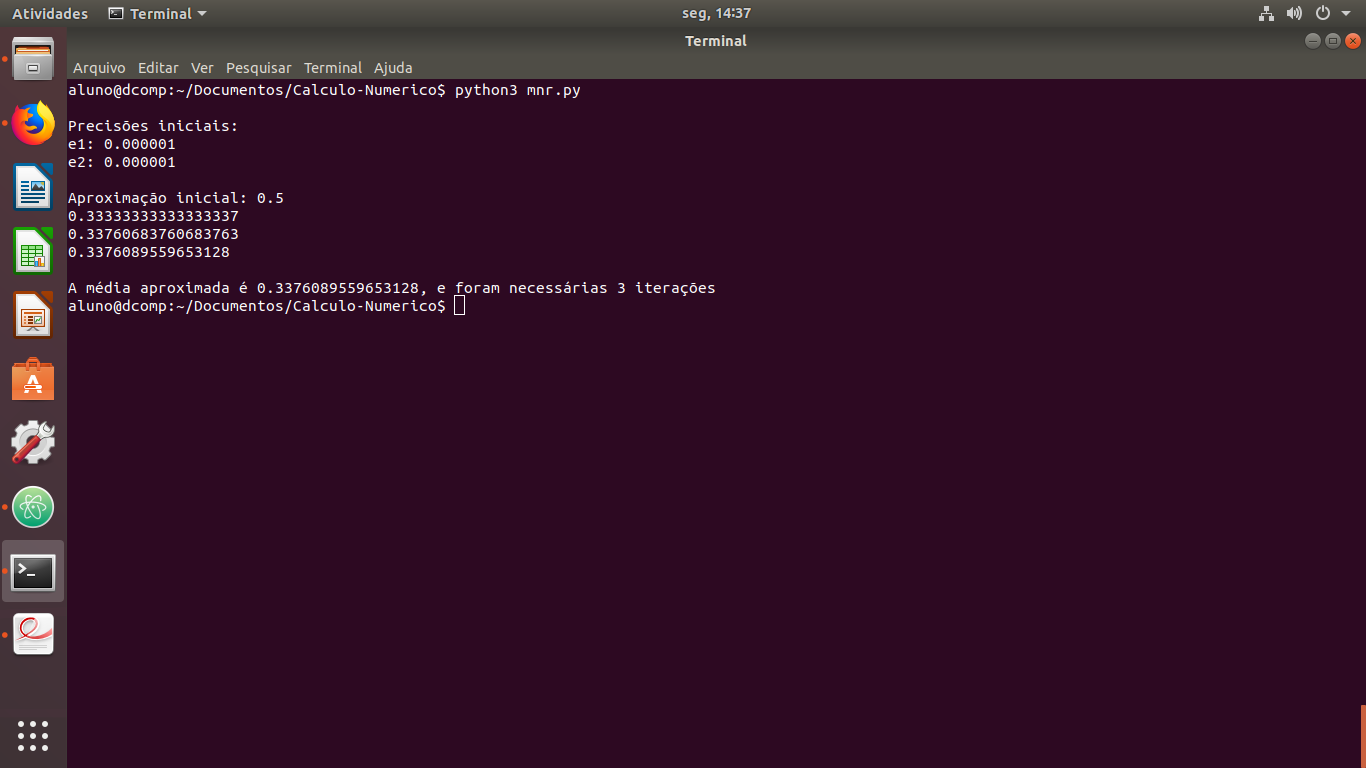 Atividades Terminal seg, 14:37
Terminal
Arquivo Editar Ver Pesquisar Terminal Ajuda
aluno@dcomp:~/Documentos/Calculo-Numerico$ python3 mnr.py
Precisões iniciais:
e1: 0.000001
e2: 0.000001
Aproximação inicial: 0.5
0.33333333333333337
0.33760683760683763
0.3376089559653128
A média aproximada é 0.3376089559653128, e foram necessárias 3 iterações
aluno@dcomp:~/Documentos/Calculo-Numerico$